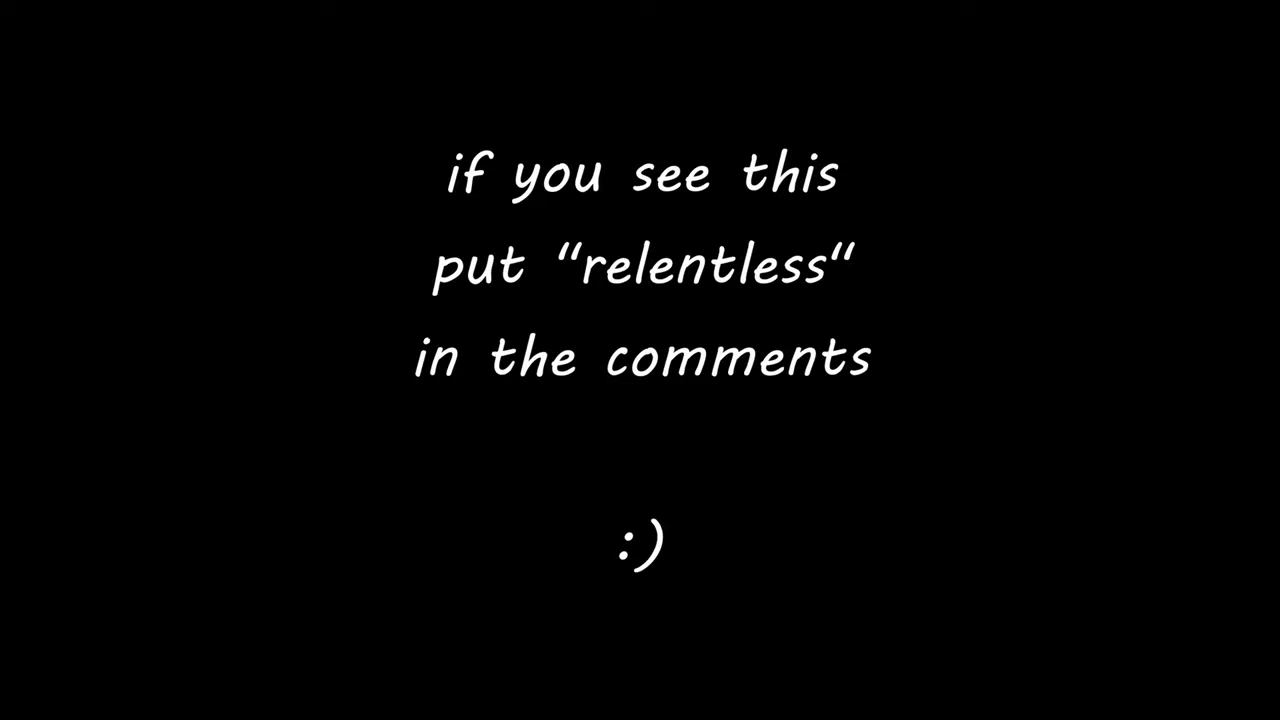 if you see this
put “relentless“
in the comments
:)